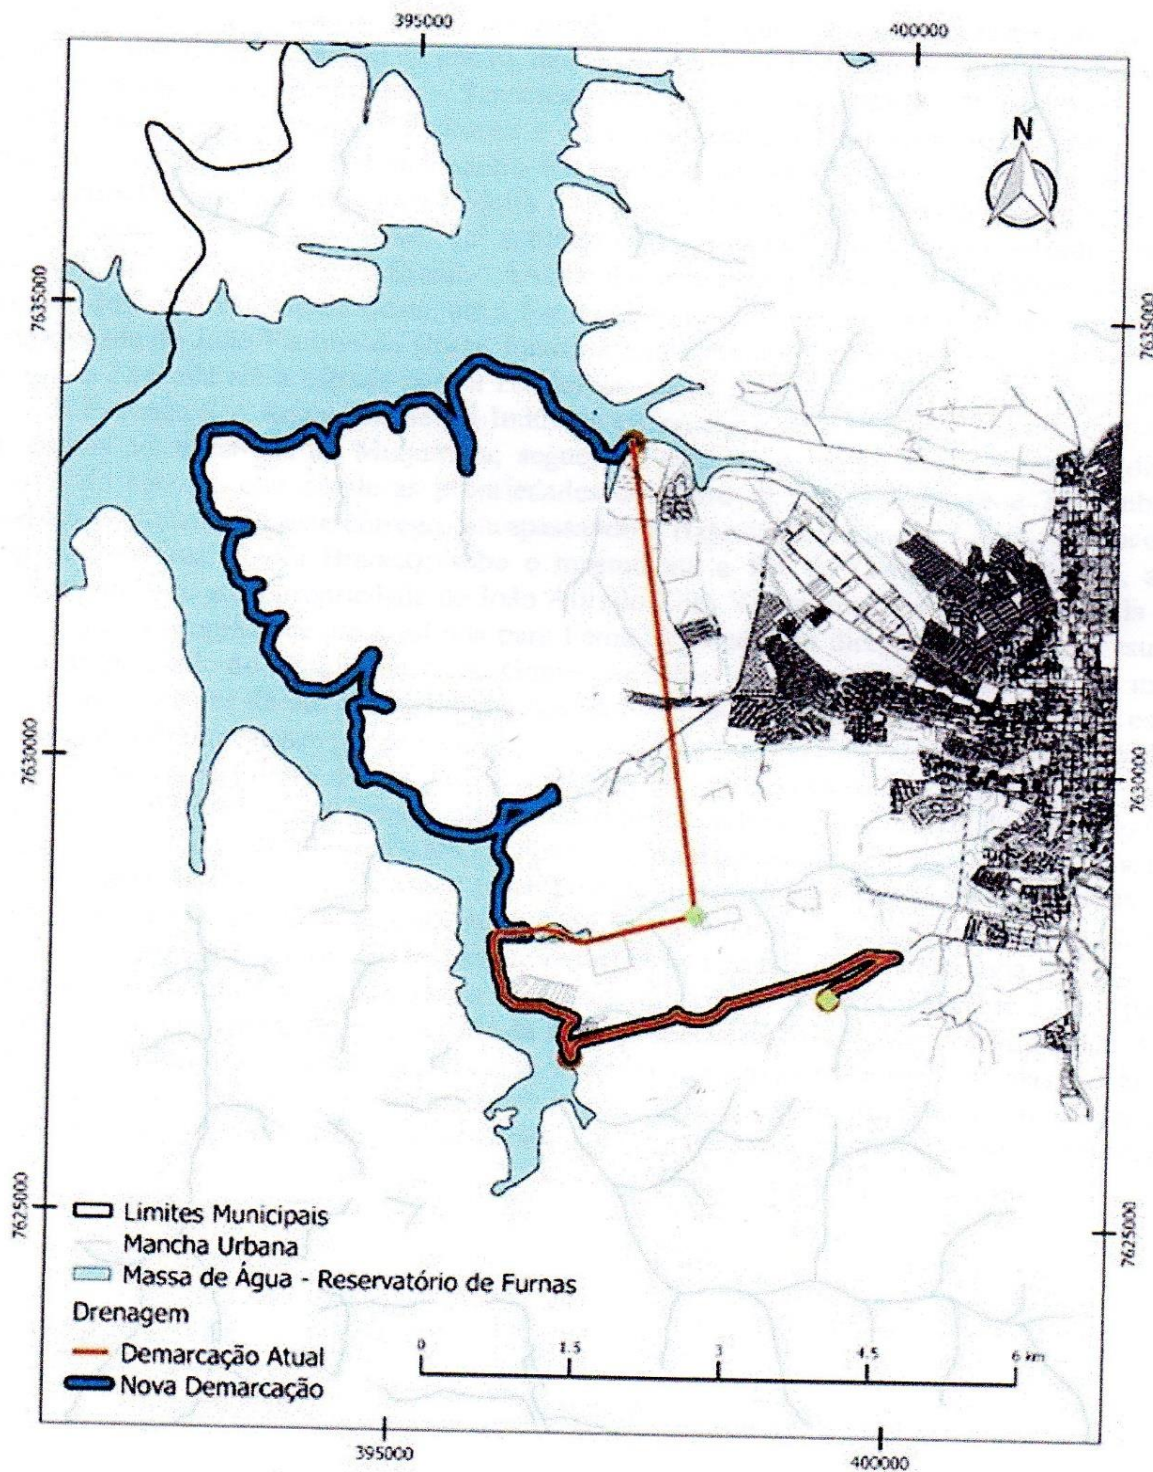 395000
400000
N
7635000
7635000
7630000
7630000
7625000
7625000
Limites Municipais
Mancha Urbana
Massa de Água - Reservatório de Furnas
Drenagem
Demarcação Atual
Nova Demarcação
0 1.5 3 4.5 6 km
395000
400000